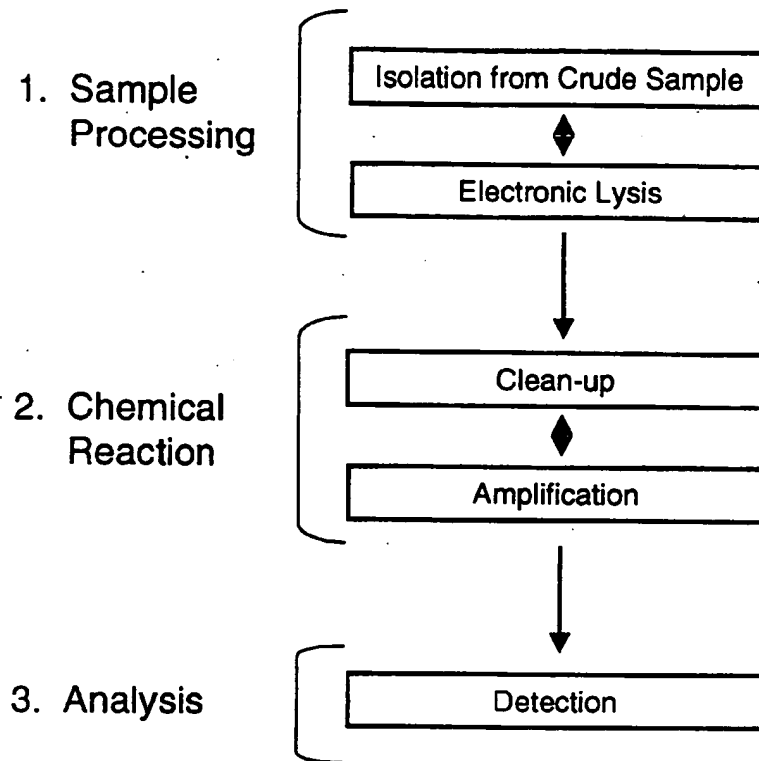 1. Sample
Processing
Isolation from Crude Sample
Electronic Lysis
2. Chemical
Reaction
Clean-up
Amplification
3. Analysis
Detection